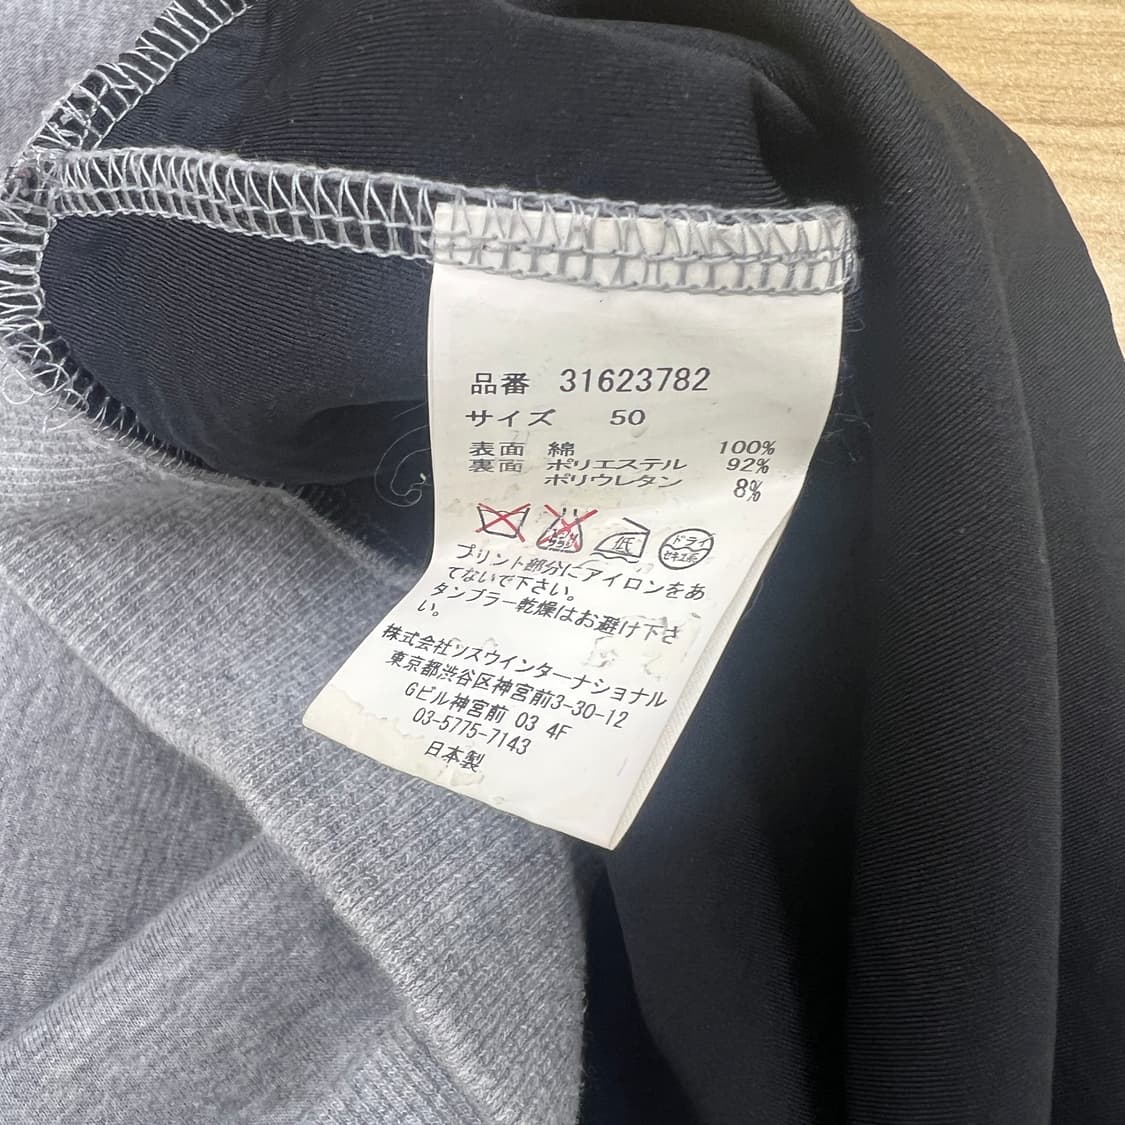 品番 31623782
サイズ 50
表面 綿 100%
裏面 ポリエステル 92%
ポリウレタン 8%
低 ドライ セキユ系
プリント部分にアイロンをあ
てないで下さい。
タンブラー乾燥はお避け下さ
い。
株式会社リスウインターナショナル
東京都渋谷区神宮前3-30-12
Gビル神宮前 03 4F
03-5775-7143
日本製